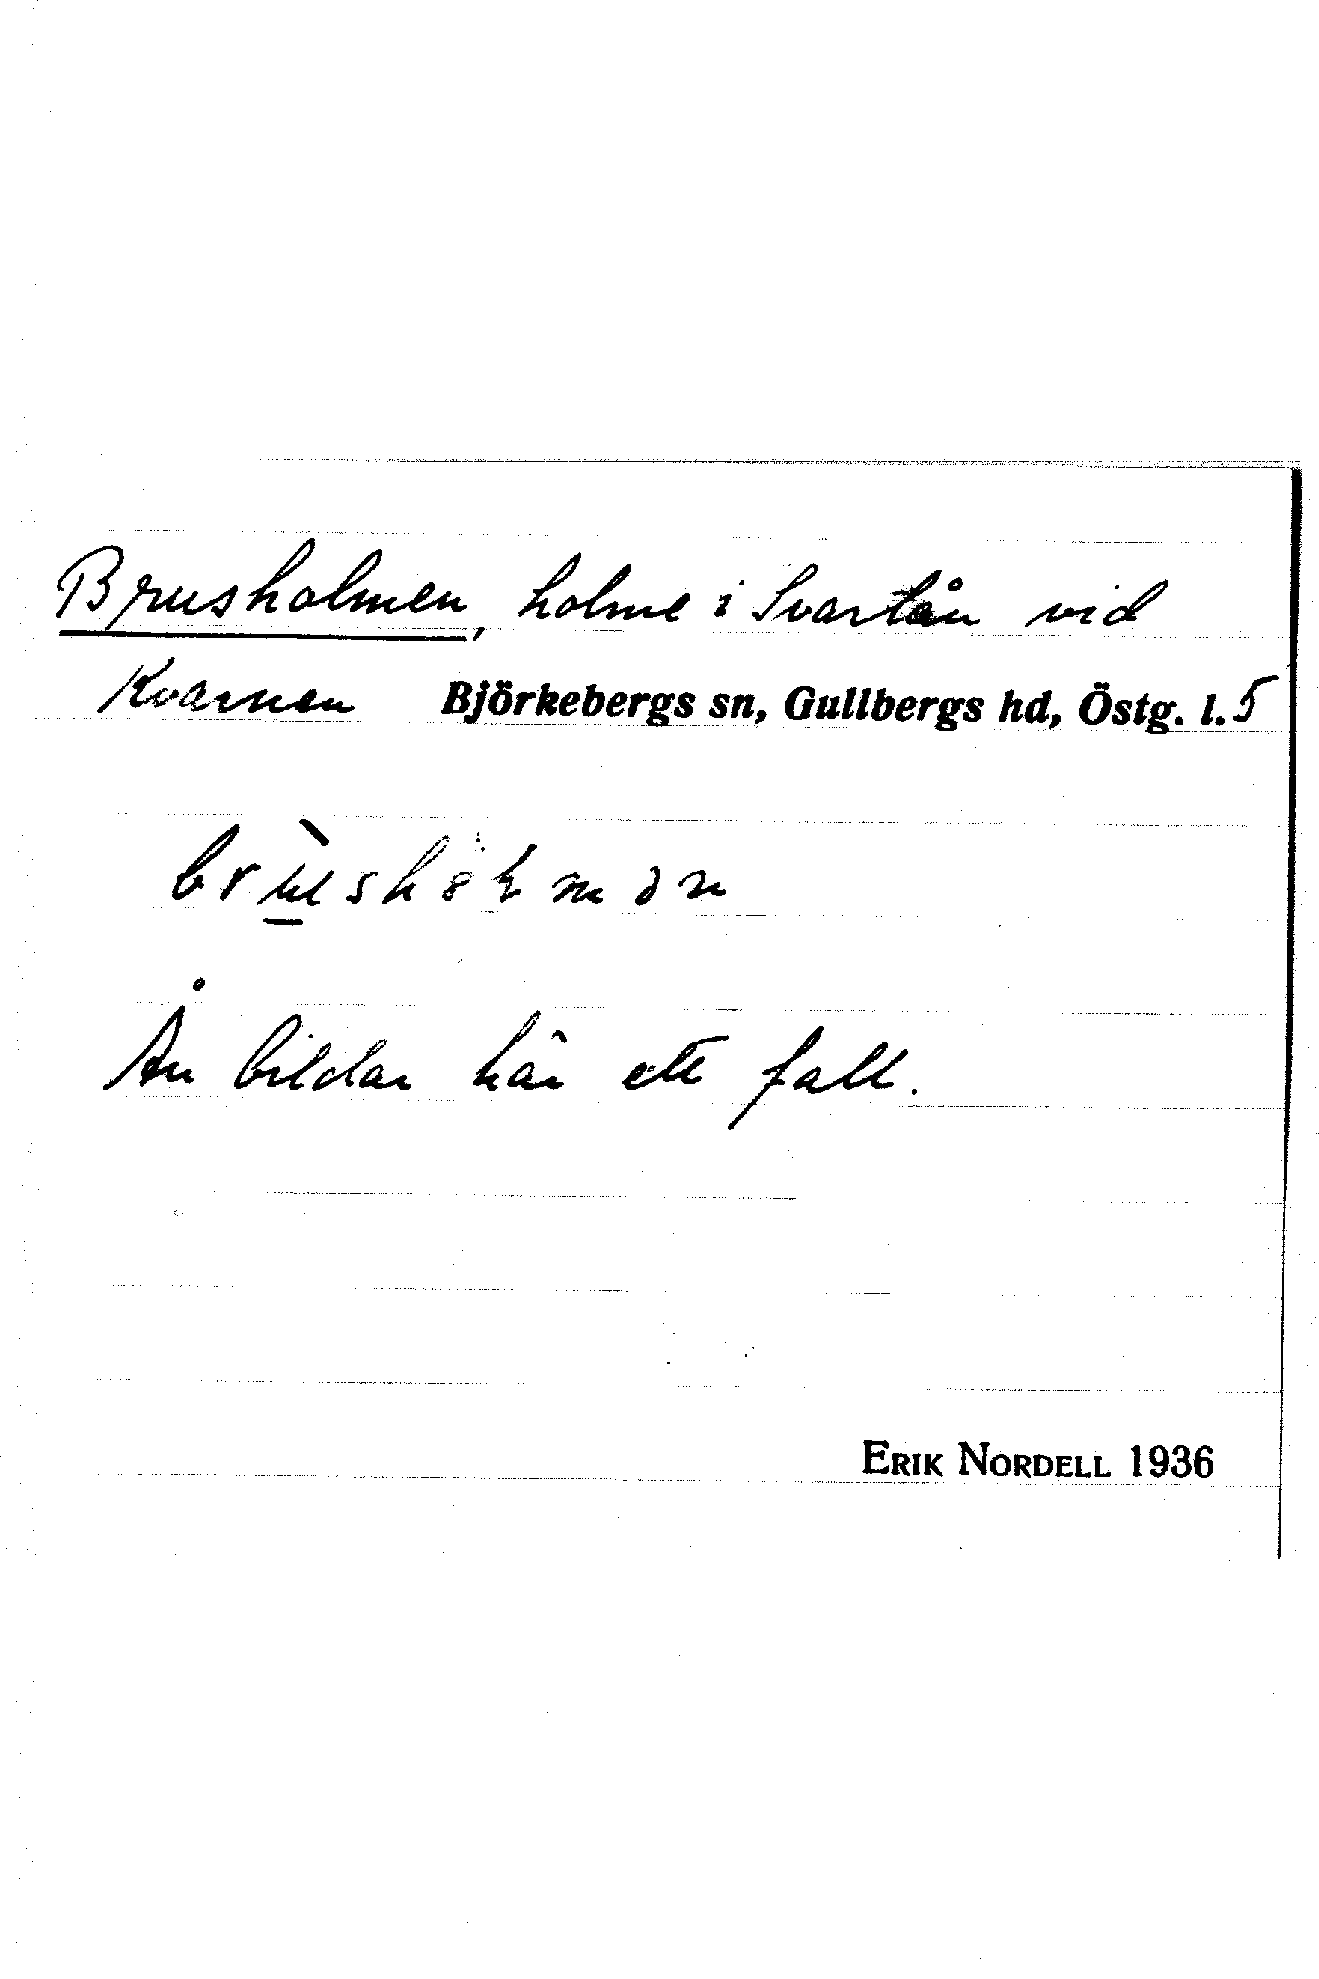 Brusholmen, holme i Svartån vid
Kvarnen Björkebergs sn, Gullbergs hd, Östg. l. 5
Ån bildar här ett fall.
ERIK NORDELL 1936